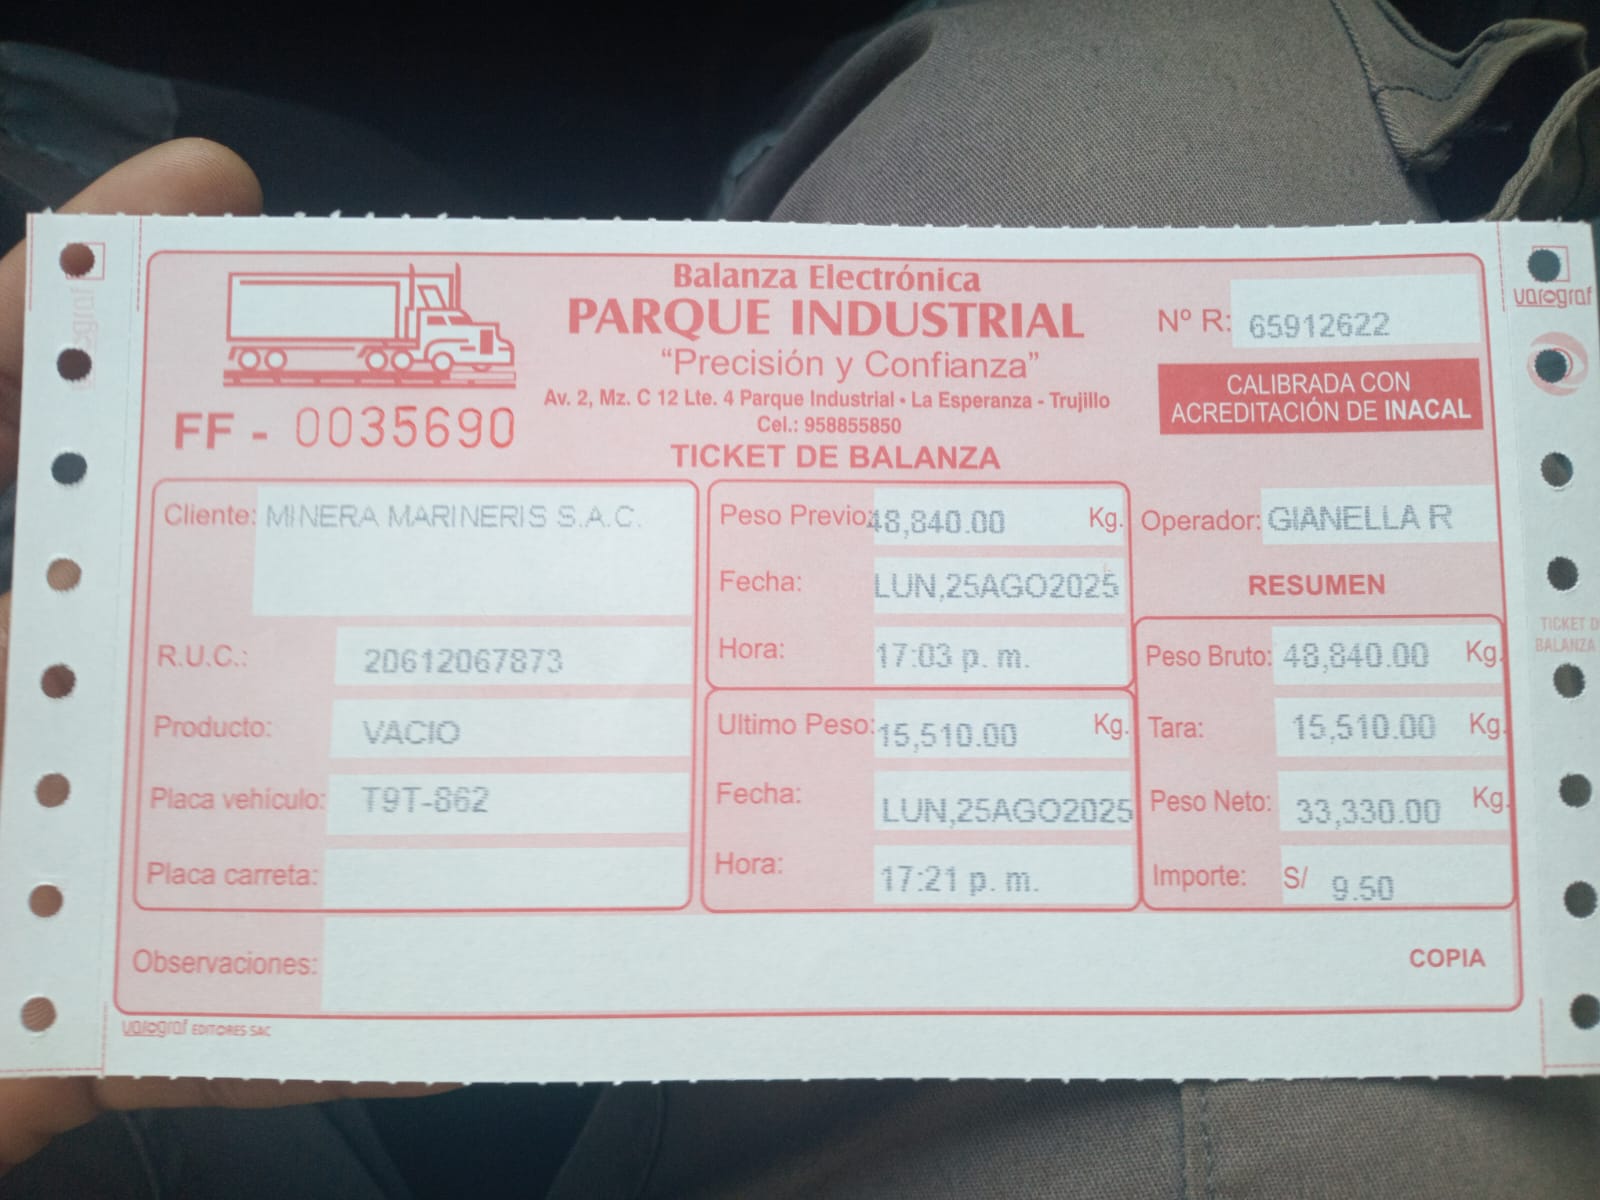 Balanza Electrónica
PARQUE INDUSTRIAL
“Precisión y Confianza”
Av. 2, Mz. C 12 Lte. 4 Parque Industrial • La Esperanza - Trujillo
Cel.: 958855850
TICKET DE BALANZA
FF - 0035690
Nº R: 65912622
CALIBRADA CON
ACREDITACIÓN DE INACAL
Cliente: MINERA MARINERIS S.A.C.
R.U.C.: 20612067873
Producto: VACIO
Placa vehículo: T9T-862
Placa carreta:
Peso Previo: 48,840.00 Kg.
Fecha: LUN,25AGO2025
Hora: 17:03 p. m.
Ultimo Peso: 15,510.00 Kg.
Fecha: LUN,25AGO2025
Hora: 17:21 p. m.
Operador: GIANELLA R
RESUMEN
Peso Bruto: 48,840.00 Kg.
Tara: 15,510.00 Kg.
Peso Neto: 33,330.00 Kg.
Importe: S/ 9.50
Observaciones:
COPIA
varograf EDITORES SAC
varograf
TICKET D
BALANZA